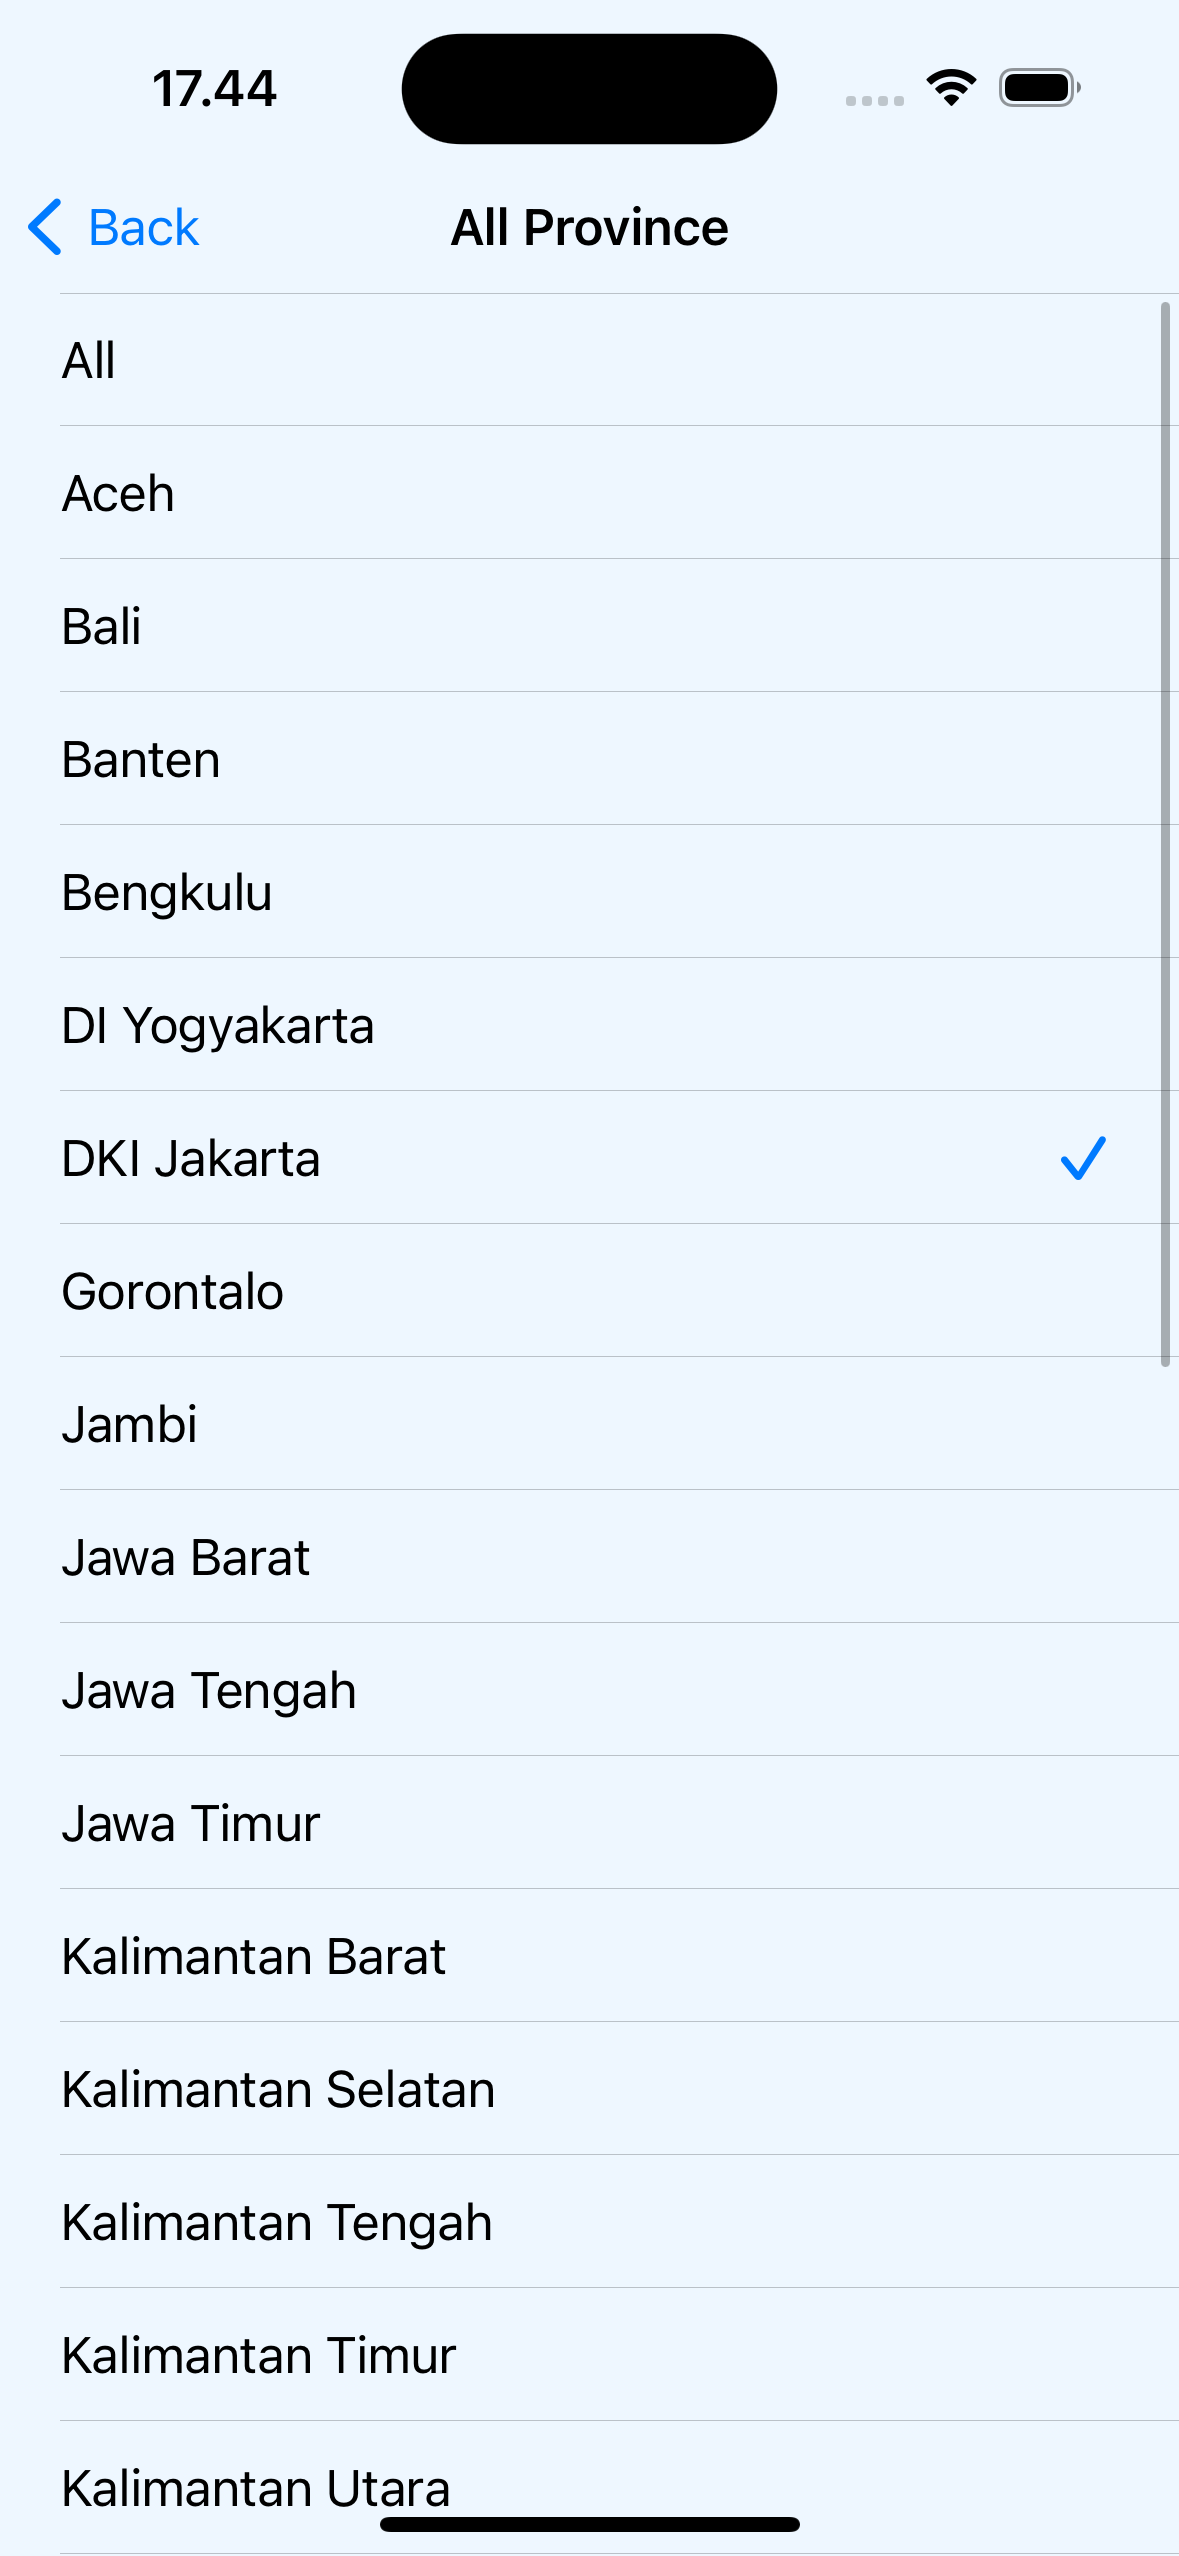 17.44
Back
All Province
All
Aceh
Bali
Banten
Bengkulu
DI Yogyakarta
DKI Jakarta
Gorontalo
Jambi
Jawa Barat
Jawa Tengah
Jawa Timur
Kalimantan Barat
Kalimantan Selatan
Kalimantan Tengah
Kalimantan Timur
Kalimantan Utara